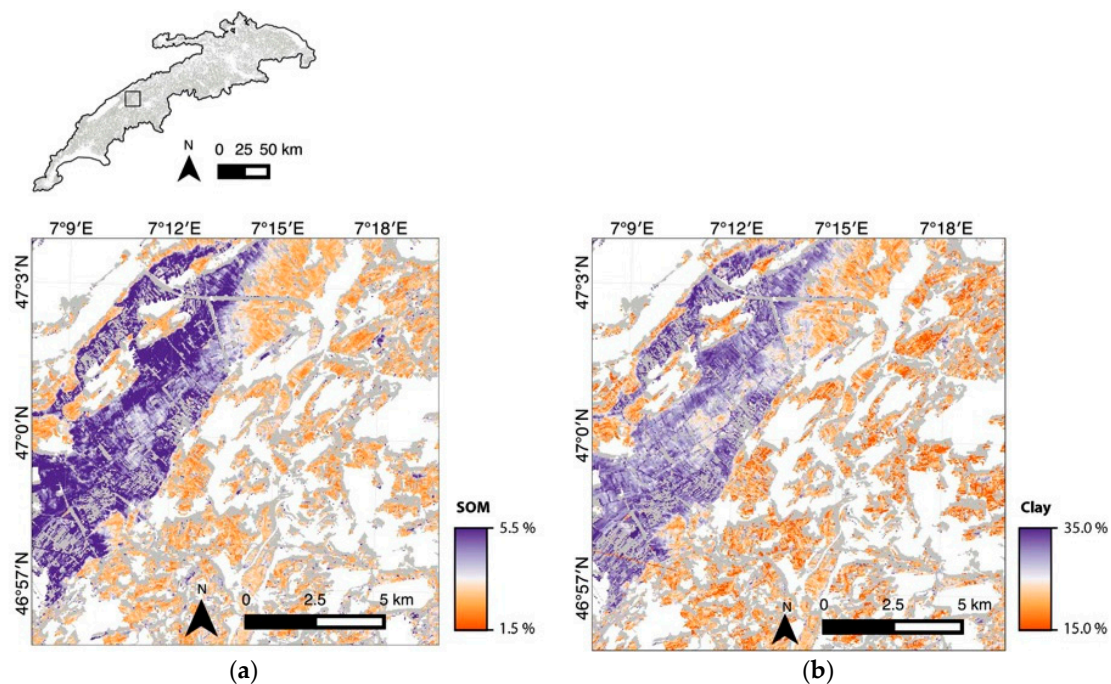 N
0 25 50 km
7°9′E 7°12′E 7°15′E 7°18′E
47°3′N
47°0′N
46°57′N
SOM
5.5 %
1.5 %
N
0 2.5 5 km
(a)
7°9′E 7°12′E 7°15′E 7°18′E
47°3′N
47°0′N
46°57′N
Clay
35.0 %
15.0 %
N
0 2.5 5 km
(b)